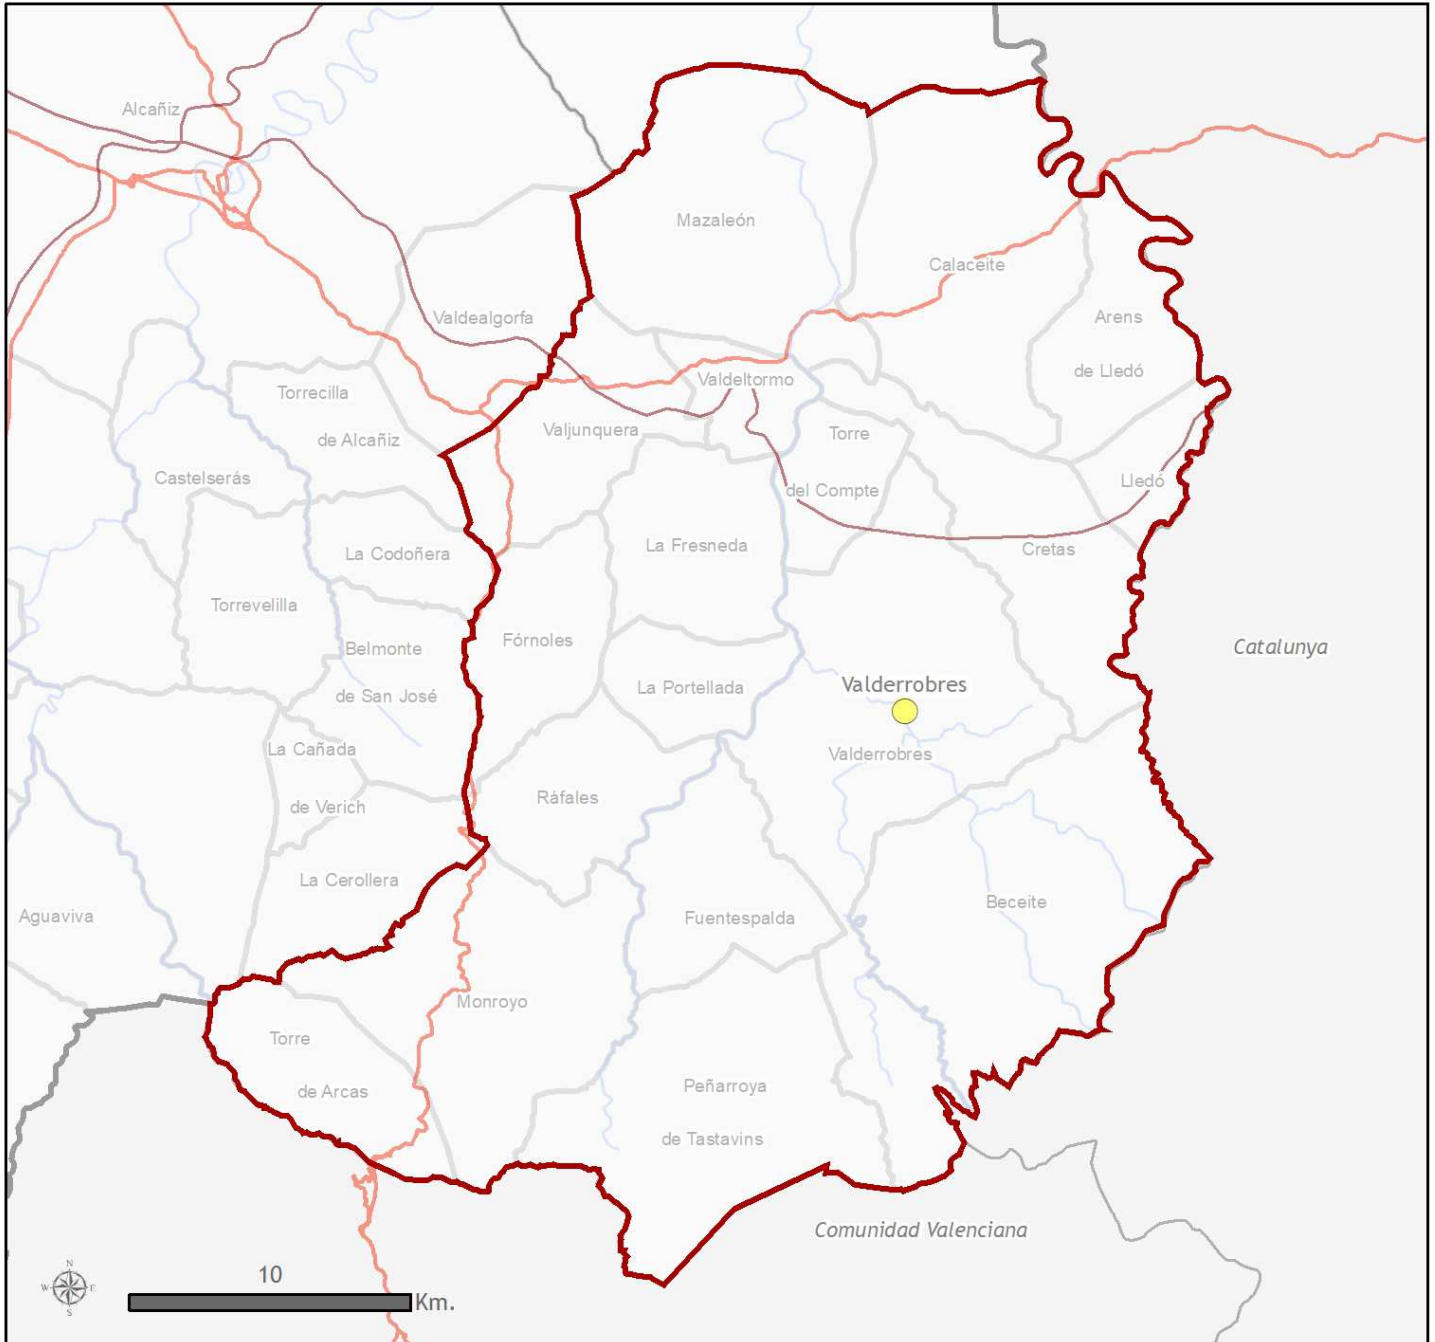 Alcañiz
Mazaleón
Calaceite
Valdealgorfa
Arens
de Lledó
Valdeltormo
Torrecilla
de Alcañiz
Valjunquera
Torre
del Compte
Castelserás
Lledó
La Codoñera
La Fresneda
Cretas
Torrevelilla
Belmonte
de San José
Fórnoles
Catalunya
La Portellada
Valderrobres
Valderrobres
La Cañada
de Verich
Ráfales
La Cerollera
Aguaviva
Fuentespalda
Beceite
Monroyo
Torre
de Arcas
Peñarroya
de Tastavins
Comunidad Valenciana
N
W E
S
10
Km.